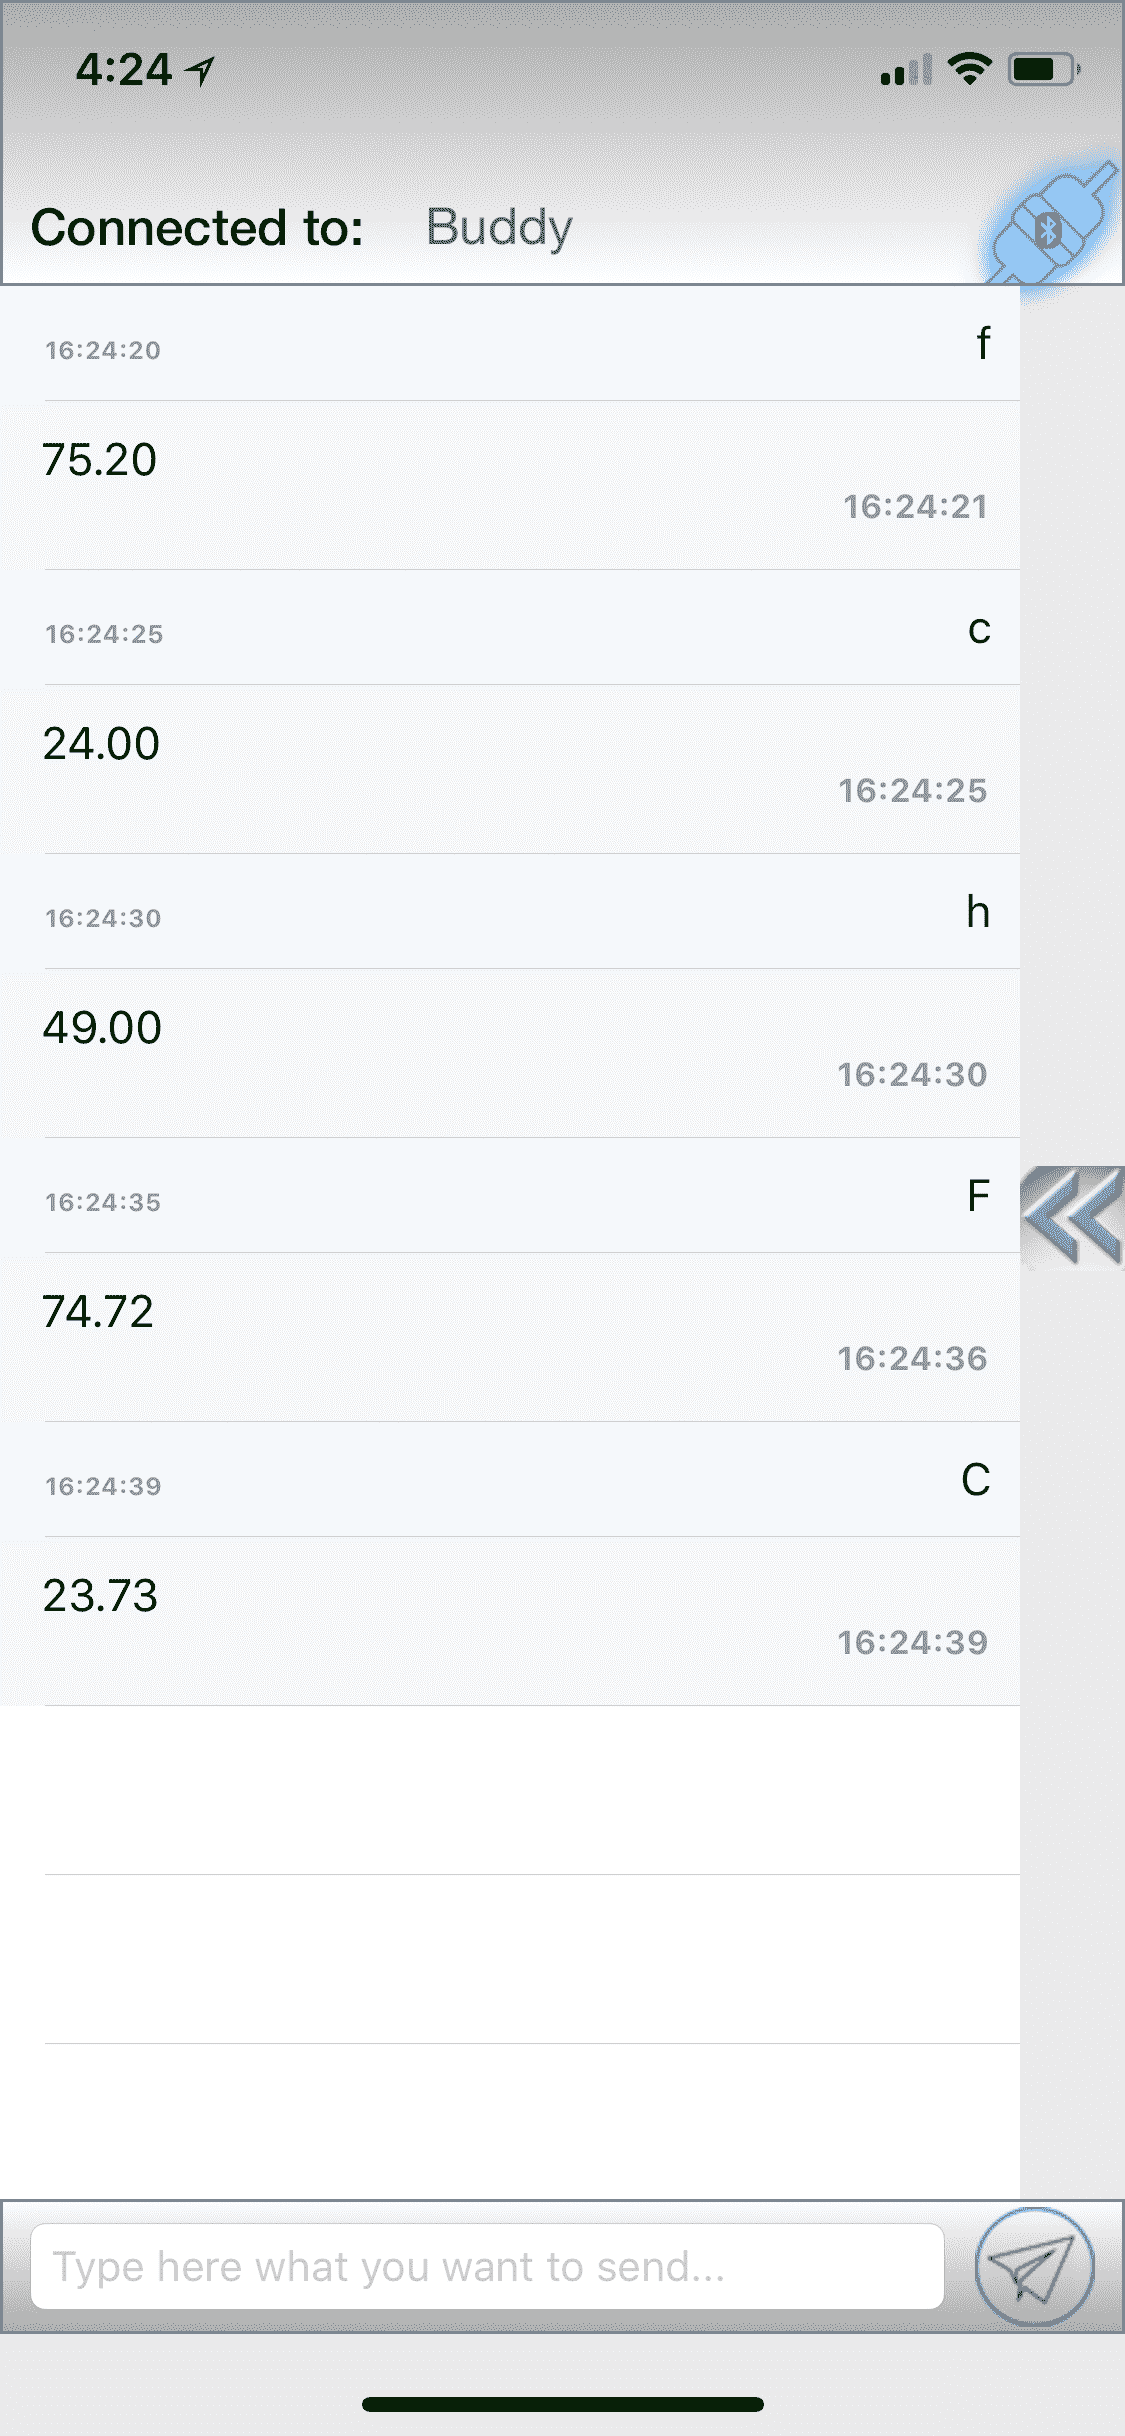 4:24
Connected to: Buddy
16:24:20 f
75.20
16:24:21
16:24:25 c
24.00
16:24:25
16:24:30 h
49.00
16:24:30
16:24:35 F
74.72
16:24:36
16:24:39 C
23.73
16:24:39
Type here what you want to send...